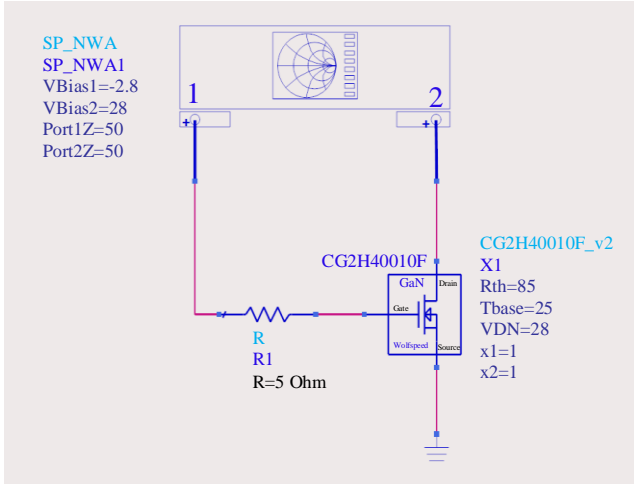 SP_NWA
SP_NWA1
VBias1=-2.8
VBias2=28
Port1Z=50
Port2Z=50
1
2
+
+
CG2H40010F
GaN
Drain
Gate
Wolfspeed
Source
CG2H40010F_v2
X1
Rth=85
Tbase=25
VDN=28
x1=1
x2=1
R
R1
R=5 Ohm